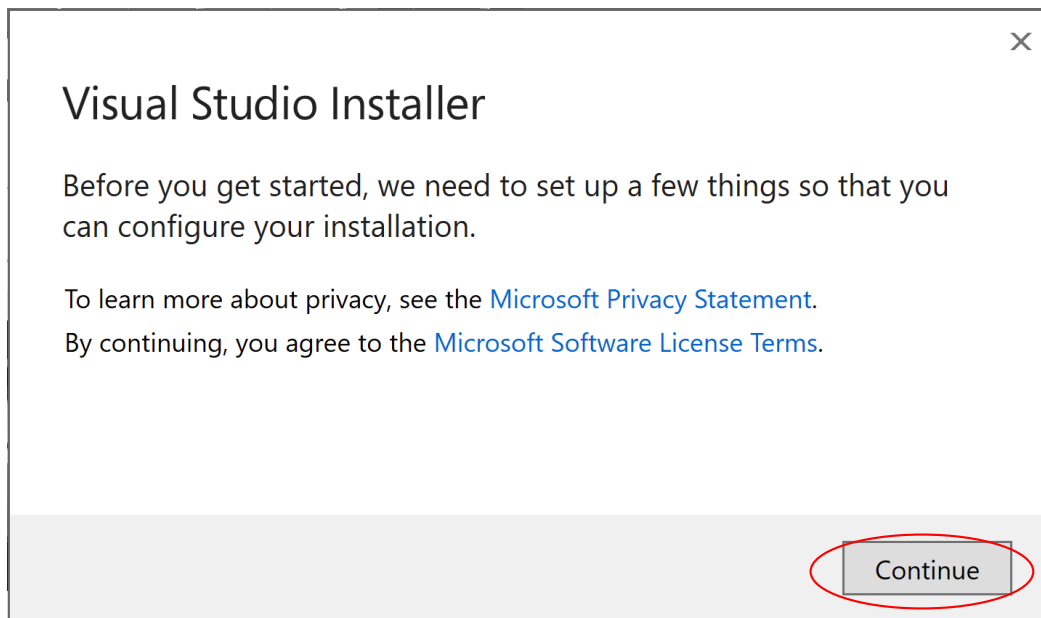 Visual Studio Installer
Before you get started, we need to set up a few things so that you
can configure your installation.
To learn more about privacy, see the Microsoft Privacy Statement.
By continuing, you agree to the Microsoft Software License Terms.
Continue